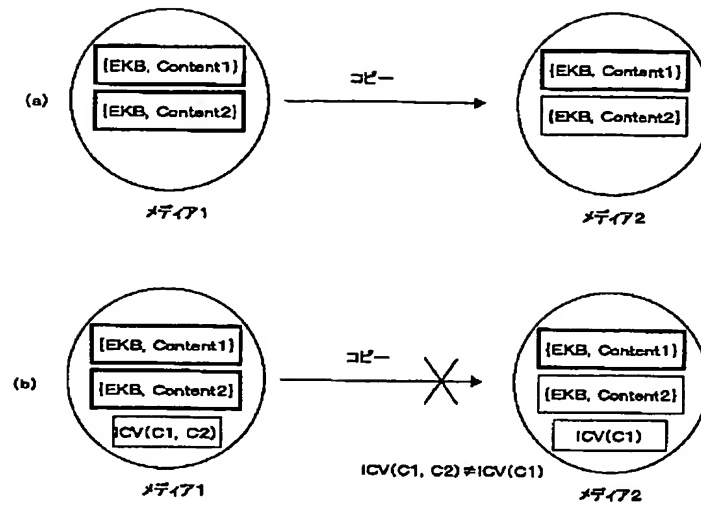 (a)
{EKB, Content1}
{EKB, Content2}
メディア1
コピー
{EKB, Content1}
{EKB, Content2}
メディア2
(b)
{EKB, Content1}
{EKB, Content2}
ICV(C1, C2)
メディア1
コピー
{EKB, Content1}
{EKB, Content2}
ICV(C1)
メディア2
ICV(C1, C2)≠ICV(C1)